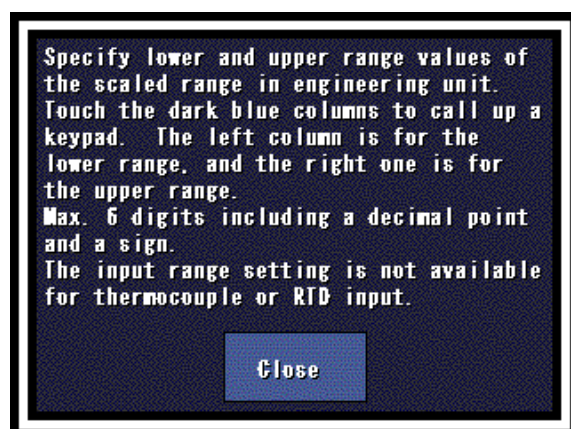 Specify lower and upper range values of
the scaled range in engineering unit.
Touch the dark blue columns to call up a
keypad.  The left column is for the
lower range, and the right one is for
the upper range.
Max. 6 digits including a decimal point
and a sign.
The input range setting is not available
for thermocouple or RTD input.
Close